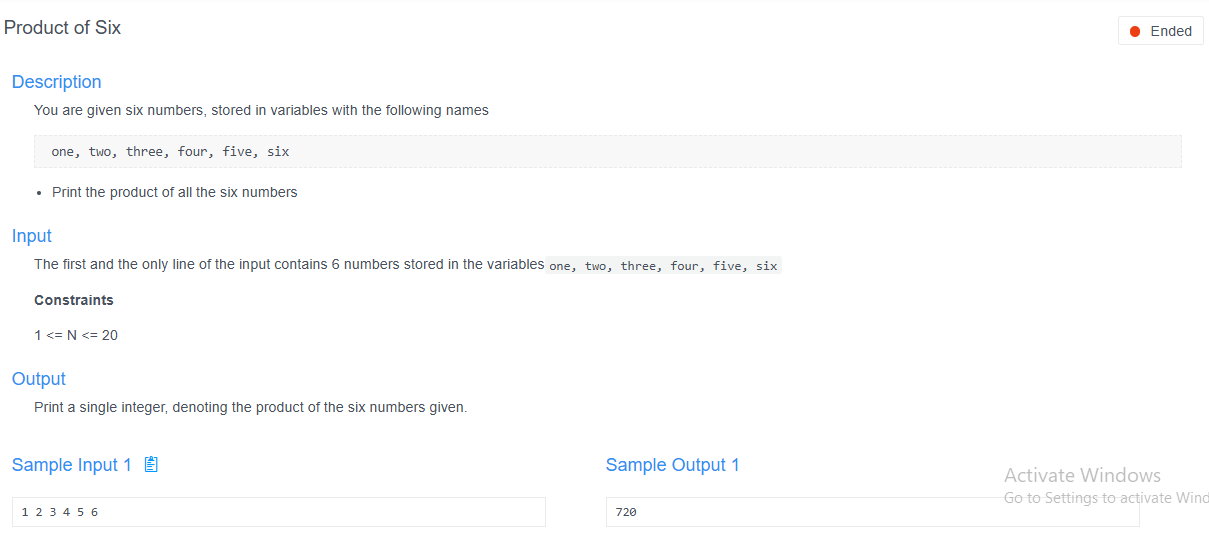 Product of Six
Ended
Description
You are given six numbers, stored in variables with the following names
one, two, three, four, five, six
• Print the product of all the six numbers
Input
The first and the only line of the input contains 6 numbers stored in the variables one, two, three, four, five, six
Constraints
1 <= N <= 20
Output
Print a single integer, denoting the product of the six numbers given.
Sample Input 1
Sample Output 1
1 2 3 4 5 6
720
Activate Windows
Go to Settings to activate Wind